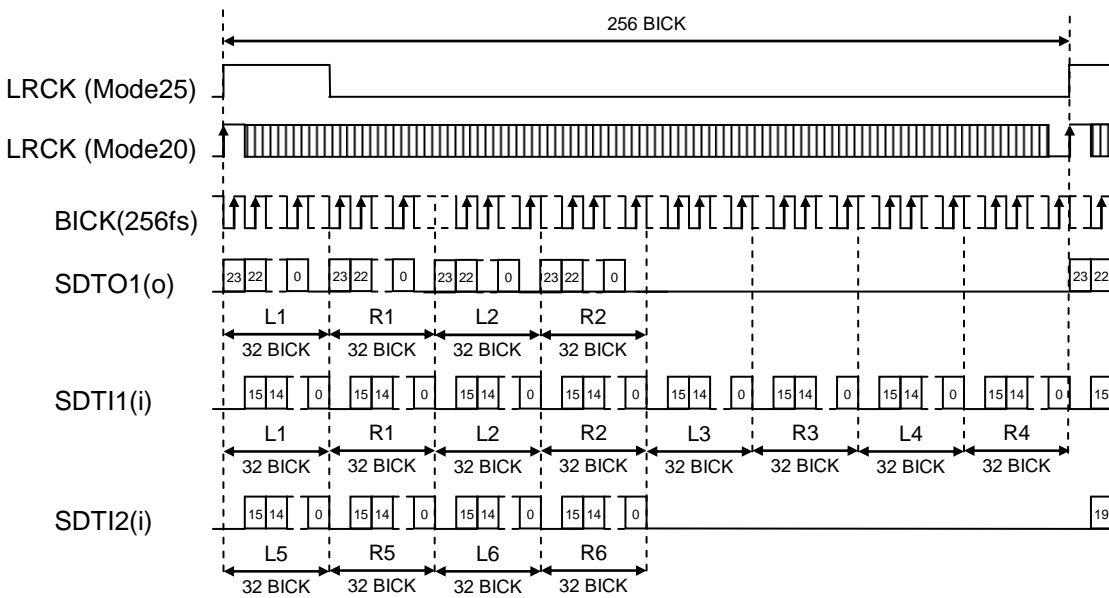 256 BICK
LRCK (Mode25)
LRCK (Mode20)
BICK(256fs)
SDTO1(o)
23 22 0 23 22 0 23 22 0 23 22 0 23 22
L1 R1 L2 R2
32 BICK 32 BICK 32 BICK 32 BICK
SDTI1(i)
15 14 0 15 14 0 15 14 0 15 14 0 15 14 0 15 14 0 15 14 0 15 14 0 15
L1 R1 L2 R2 L3 R3 L4 R4
32 BICK 32 BICK 32 BICK 32 BICK 32 BICK 32 BICK 32 BICK 32 BICK
SDTI2(i)
15 14 0 15 14 0 15 14 0 15 14 0 19
L5 R5 L6 R6
32 BICK 32 BICK 32 BICK 32 BICK